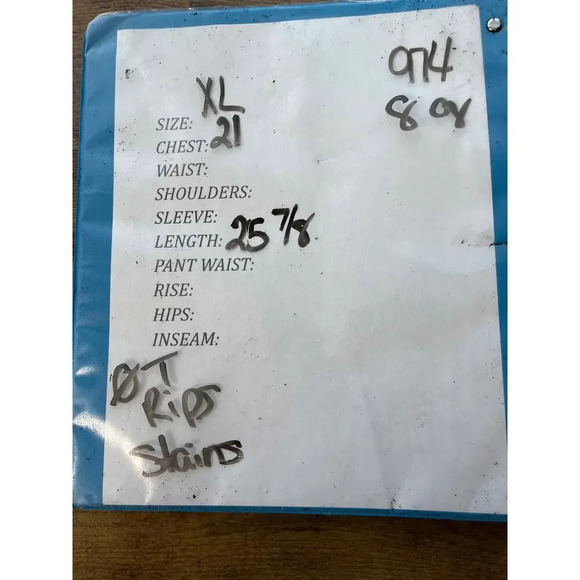 XL
974
8 oz
SIZE:
CHEST: 21
WAIST:
SHOULDERS:
SLEEVE:
LENGTH: 25 7/8
PANT WAIST:
RISE:
HIPS:
INSEAM:
ØT
Rips
Stains